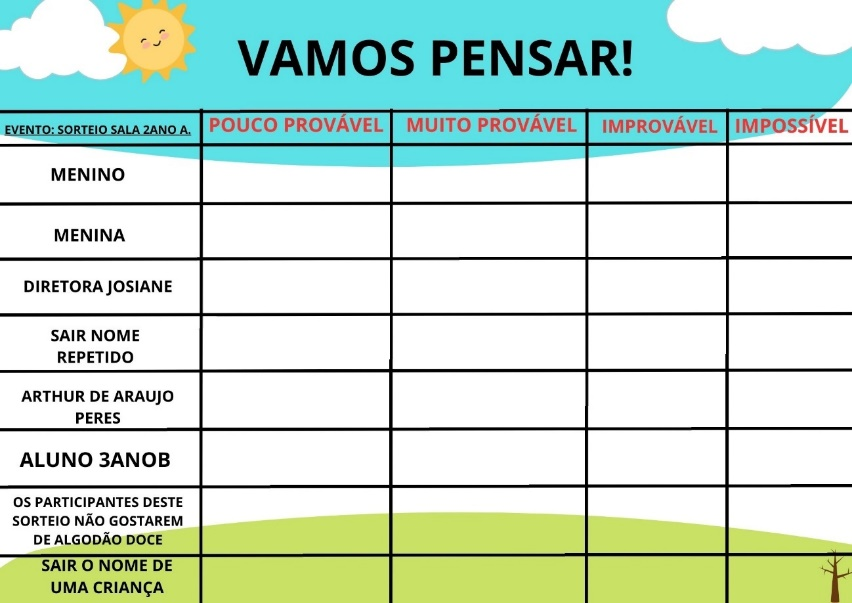 VAMOS PENSAR!
EVENTO: SORTEIO SALA 2ANO A. POUCO PROVÁVEL MUITO PROVÁVEL IMPROVÁVEL IMPOSSÍVEL
MENINO
MENINA
DIRETORA JOSIANE
SAIR NOME
REPETIDO
ARTHUR DE ARAUJO
PERES
ALUNO 3ANOB
OS PARTICIPANTES DESTE
SORTEIO NÃO GOSTAREM
DE ALGODÃO DOCE
SAIR O NOME DE
UMA CRIANÇA